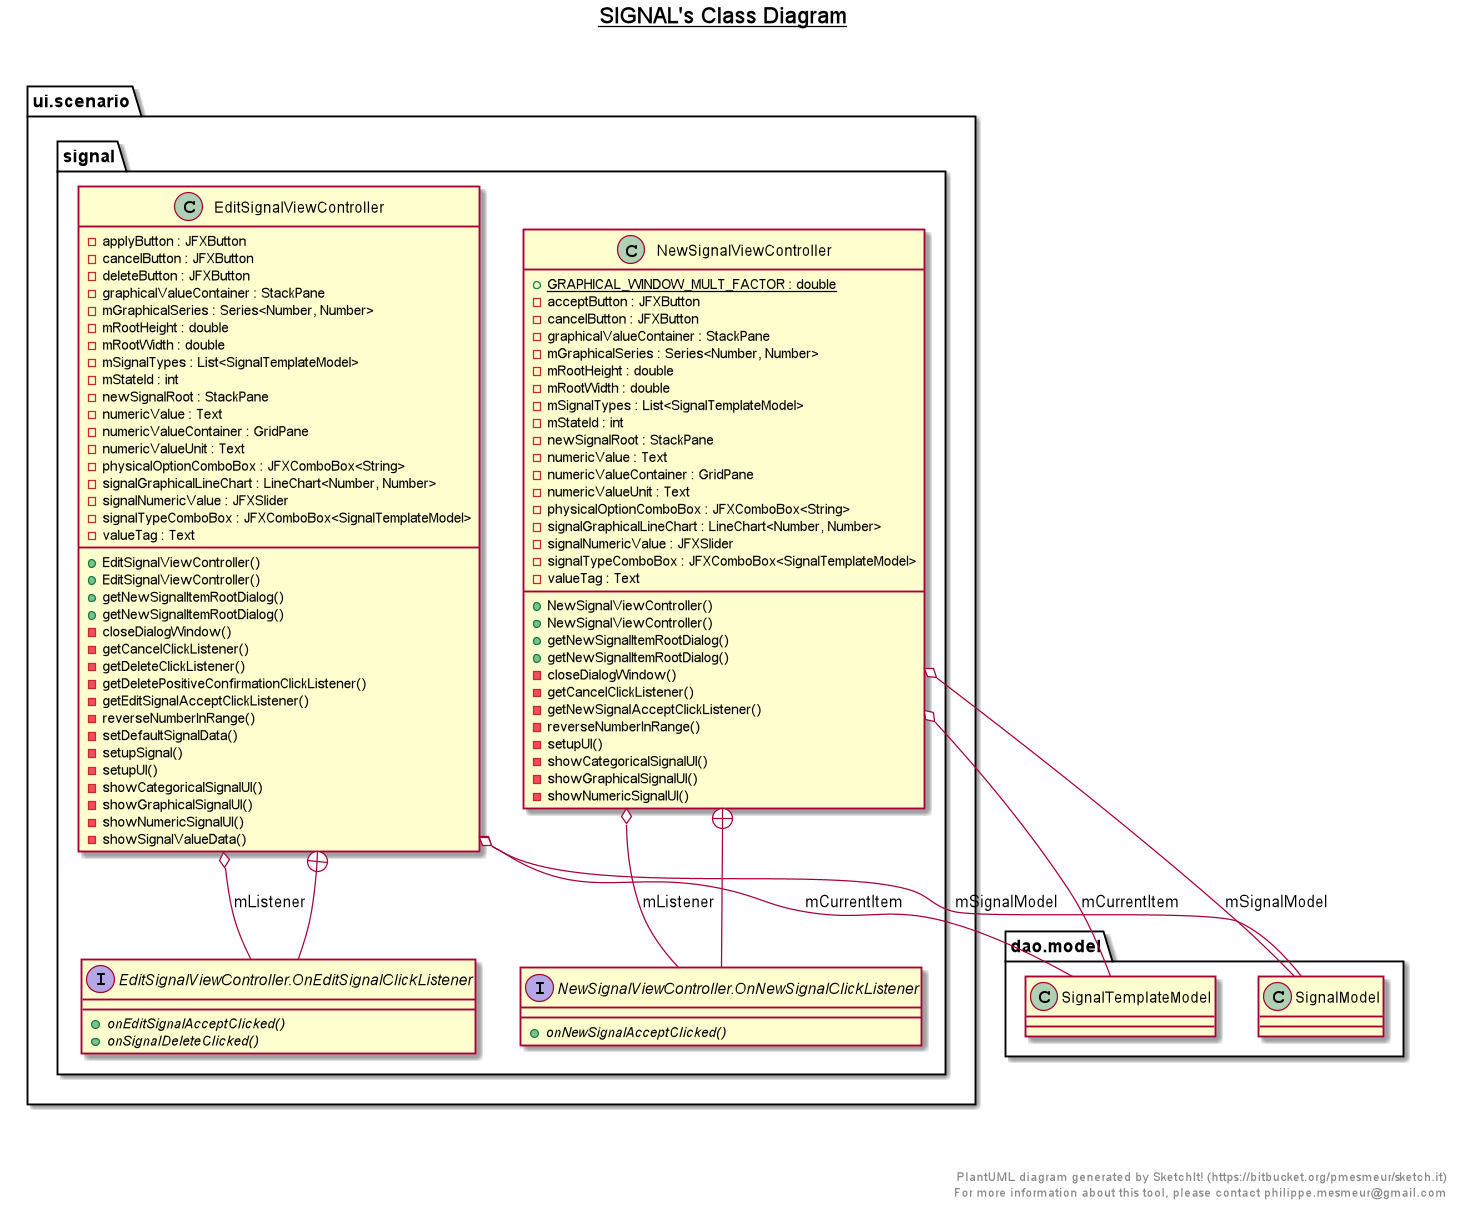 SIGNAL's Class Diagram
ui.scenario
signal
C EditSignalViewController
applyButton : JFXButton
cancelButton : JFXButton
deleteButton : JFXButton
graphicalValueContainer : StackPane
mGraphicalSeries : Series<Number, Number>
mRootHeight : double
mRootWidth : double
mSignalTypes : List<SignalTemplateModel>
mStateId : int
newSignalRoot : StackPane
numericValue : Text
numericValueContainer : GridPane
numericValueUnit : Text
physicalOptionComboBox : JFXComboBox<String>
signalGraphicalLineChart : LineChart<Number, Number>
signalNumericValue : JFXSlider
signalTypeComboBox : JFXComboBox<SignalTemplateModel>
valueTag : Text
EditSignalViewController()
EditSignalViewController()
getNewSignalItemRootDialog()
getNewSignalItemRootDialog()
closeDialogWindow()
getCancelClickListener()
getDeleteClickListener()
getDeletePositiveConfirmationClickListener()
getEditSignalAcceptClickListener()
reverseNumberInRange()
setDefaultSignalData()
setupSignal()
setupUI()
showCategoricalSignalUI()
showGraphicalSignalUI()
showNumericSignalUI()
showSignalValueData()
C NewSignalViewController
GRAPHICAL_WINDOW_MULT_FACTOR : double
acceptButton : JFXButton
cancelButton : JFXButton
graphicalValueContainer : StackPane
mGraphicalSeries : Series<Number, Number>
mRootHeight : double
mRootWidth : double
mSignalTypes : List<SignalTemplateModel>
mStateId : int
newSignalRoot : StackPane
numericValue : Text
numericValueContainer : GridPane
numericValueUnit : Text
physicalOptionComboBox : JFXComboBox<String>
signalGraphicalLineChart : LineChart<Number, Number>
signalNumericValue : JFXSlider
signalTypeComboBox : JFXComboBox<SignalTemplateModel>
valueTag : Text
NewSignalViewController()
NewSignalViewController()
getNewSignalItemRootDialog()
getNewSignalItemRootDialog()
closeDialogWindow()
getCancelClickListener()
getNewSignalAcceptClickListener()
reverseNumberInRange()
setupUI()
showCategoricalSignalUI()
showGraphicalSignalUI()
showNumericSignalUI()
mListener
mListener
mCurrentItem
mSignalModel
mCurrentItem
mSignalModel
I EditSignalViewController.OnEditSignalClickListener
onEditSignalAcceptClicked()
onSignalDeleteClicked()
I NewSignalViewController.OnNewSignalClickListener
onNewSignalAcceptClicked()
dao.model
C SignalTemplateModel
C SignalModel
PlantUML diagram generated by SketchIt! (https://bitbucket.org/pmesmeur/sketch.it)
For more information about this tool, please contact philippe.mesmeur@gmail.com